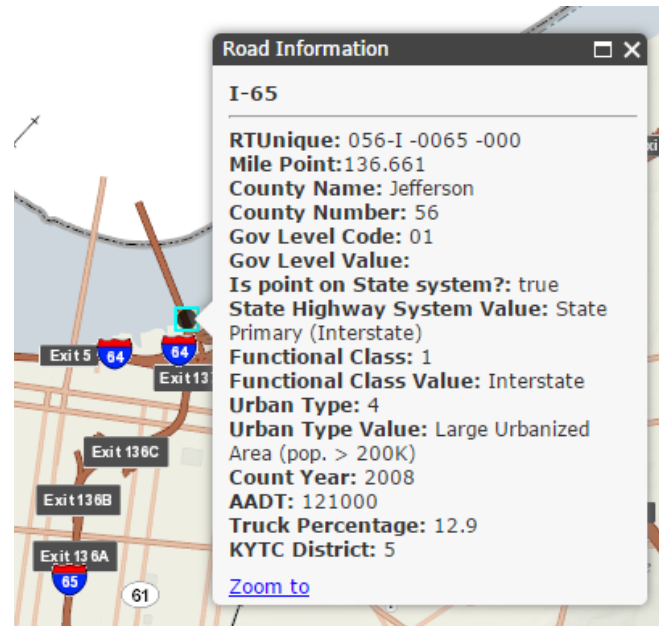 Road Information
I-65
RTUnique: 056-I -0065 -000
Mile Point:136.661
County Name: Jefferson
County Number: 56
Gov Level Code: 01
Gov Level Value:
Is point on State system?: true
State Highway System Value: State
Primary (Interstate)
Functional Class: 1
Functional Class Value: Interstate
Urban Type: 4
Urban Type Value: Large Urbanized
Area (pop. > 200K)
Count Year: 2008
AADT: 121000
Truck Percentage: 12.9
KYTC District: 5
Zoom to
Exit 5
64
64
Exit 136C
Exit 136B
Exit 136A
65
61